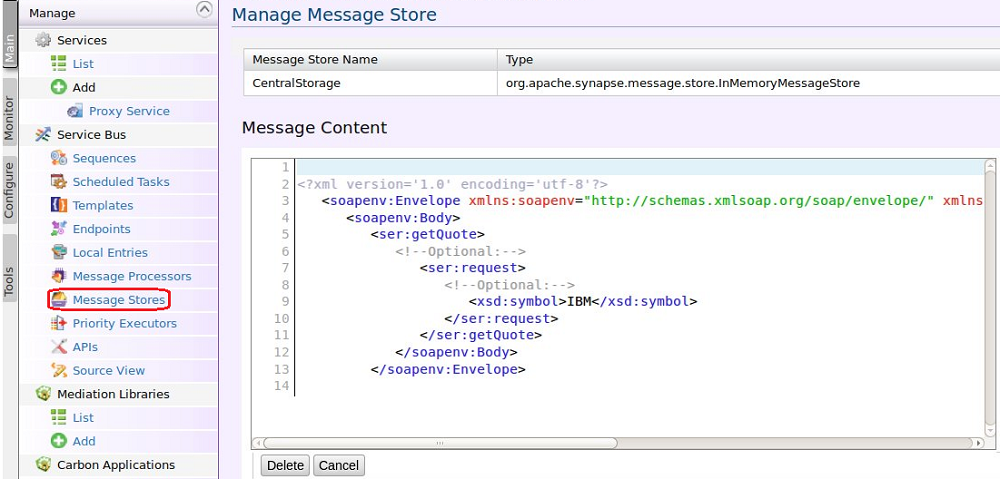 Main
Monitor
Configure
Tools
Manage
Services
List
Add
Proxy Service
Service Bus
Sequences
Scheduled Tasks
Templates
Endpoints
Local Entries
Message Processors
Message Stores
Priority Executors
APIs
Source View
Mediation Libraries
List
Add
Carbon Applications
Manage Message Store
Message Store Name Type
CentralStorage org.apache.synapse.message.store.InMemoryMessageStore
Message Content
1
2 <?xml version='1.0' encoding='utf-8'?>
3 <soapenv:Envelope xmlns:soapenv="http://schemas.xmlsoap.org/soap/envelope/" xmlns
4 <soapenv:Body>
5 <ser:getQuote>
6 <!--Optional:-->
7 <ser:request>
8 <!--Optional:-->
9 <xsd:symbol>IBM</xsd:symbol>
10 </ser:request>
11 </ser:getQuote>
12 </soapenv:Body>
13 </soapenv:Envelope>
14
Delete Cancel